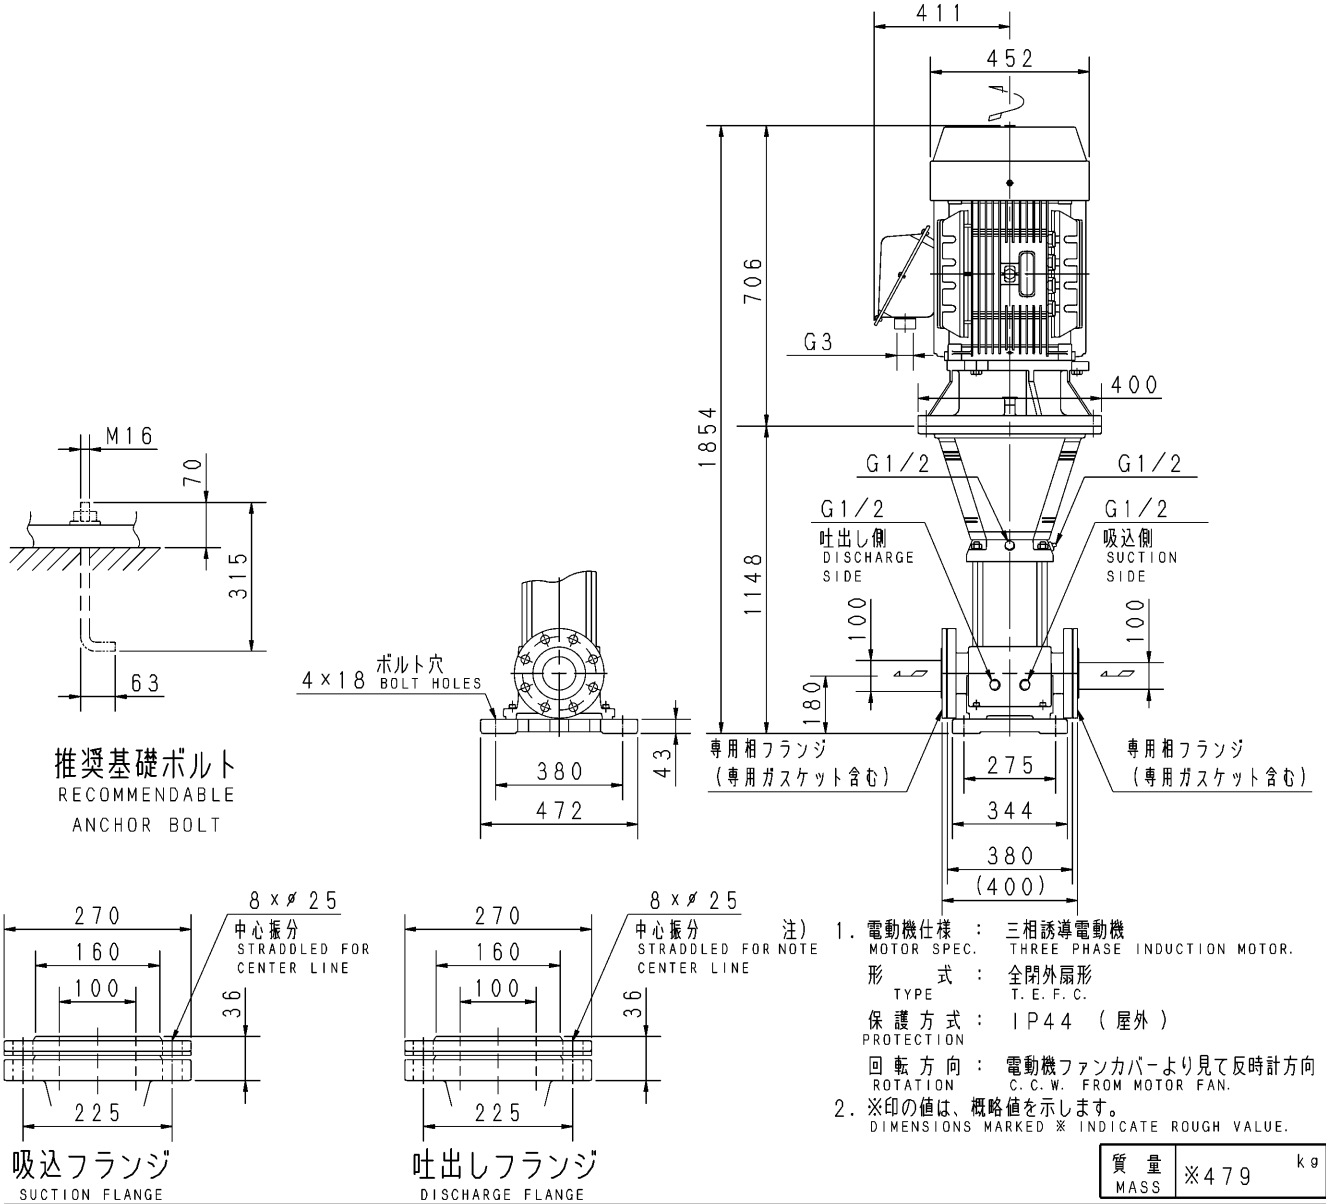 411
452
706
1854
G3
400
G1/2
G1/2
G1/2
吐出し側
DISCHARGE
SIDE
G1/2
吸込側
SUCTION
SIDE
1148
100
100
180
専用相フランジ
(専用ガスケット含む)
専用相フランジ
(専用ガスケット含む)
275
344
380
(400)
M16
70
315
63
推奨基礎ボルト
RECOMMENDABLE
ANCHOR BOLT
ボルト穴
4×18 BOLT HOLES
43
380
472
270
160
100
8×ø25
中心振分
STRADDLED FOR
CENTER LINE
36
225
吸込フランジ
SUCTION FLANGE
270
160
100
8×ø25
中心振分
STRADDLED FOR
CENTER LINE
36
225
吐出しフランジ
DISCHARGE FLANGE
注) 1. 電動機仕様 : 三相誘導電動機
NOTE MOTOR SPEC. THREE PHASE INDUCTION MOTOR.
形 式 : 全閉外扇形
TYPE T.E.F.C.
保護方式 : IP44 (屋外)
PROTECTION
回転方向 : 電動機ファンカバーより見て反時計方向
ROTATION C.C.W. FROM MOTOR FAN.
2. ※印の値は、概略値を示します。
DIMENSIONS MARKED ※ INDICATE ROUGH VALUE.
質量 ※479 kg
MASS